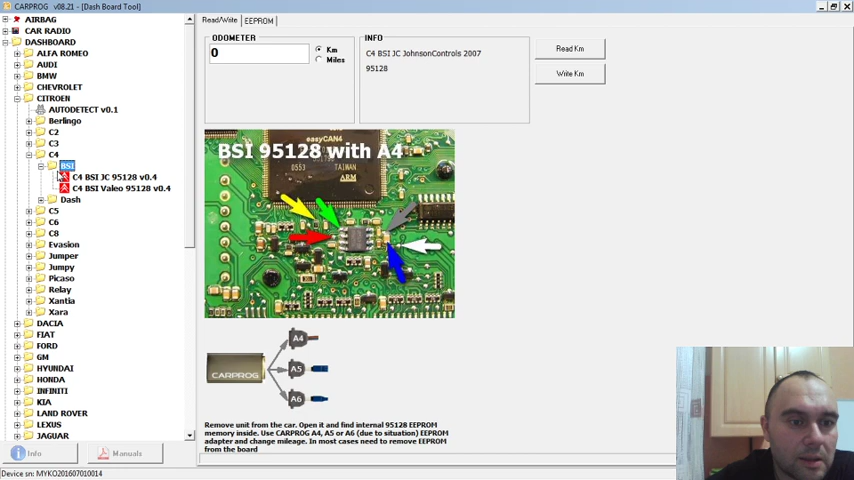 CARPROG v08.21 - [Dash Board Tool]
AIRBAG
CAR RADIO
DASHBOARD
ALFA ROMEO
AUDI
BMW
CHEVROLET
CITROEN
AUTODETECT v0.1
Berlingo
C2
C3
C4
BSI
C4 BSI JC 95128 v0.4
C4 BSI Valeo 95128 v0.4
Dash
C5
C6
C8
Evasion
Jumper
Jumpy
Picaso
Relay
Xantia
Xara
DACIA
FIAT
FORD
GM
HYUNDAI
HONDA
INFINITI
KIA
LAND ROVER
LEXUS
JAGUAR
Info
Manuals
Device sn: MYKO201607010014
Read/Write
EEPROM
ODOMETER
0
Km
Miles
INFO
C4 BSI JC JohnsonControls 2007
95128
Read Km
Write Km
easyCAN4
BSI 95128 with A4
0553
TAIWAN
ARM
CARPROG
A4
A5
A6
Remove unit from the car. Open it and find internal 95128 EEPROM
memory inside. Use CARPROG A4, A5 or A6 (due to situation) EEPROM
adapter and change mileage. In most cases need to remove EEPROM
from the board